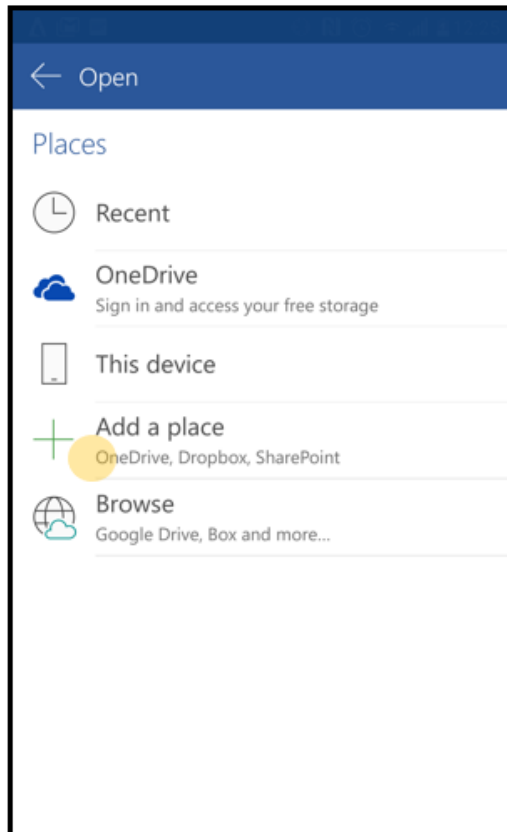 Open
Places
Recent
OneDrive
Sign in and access your free storage
This device
Add a place
OneDrive, Dropbox, SharePoint
Browse
Google Drive, Box and more...